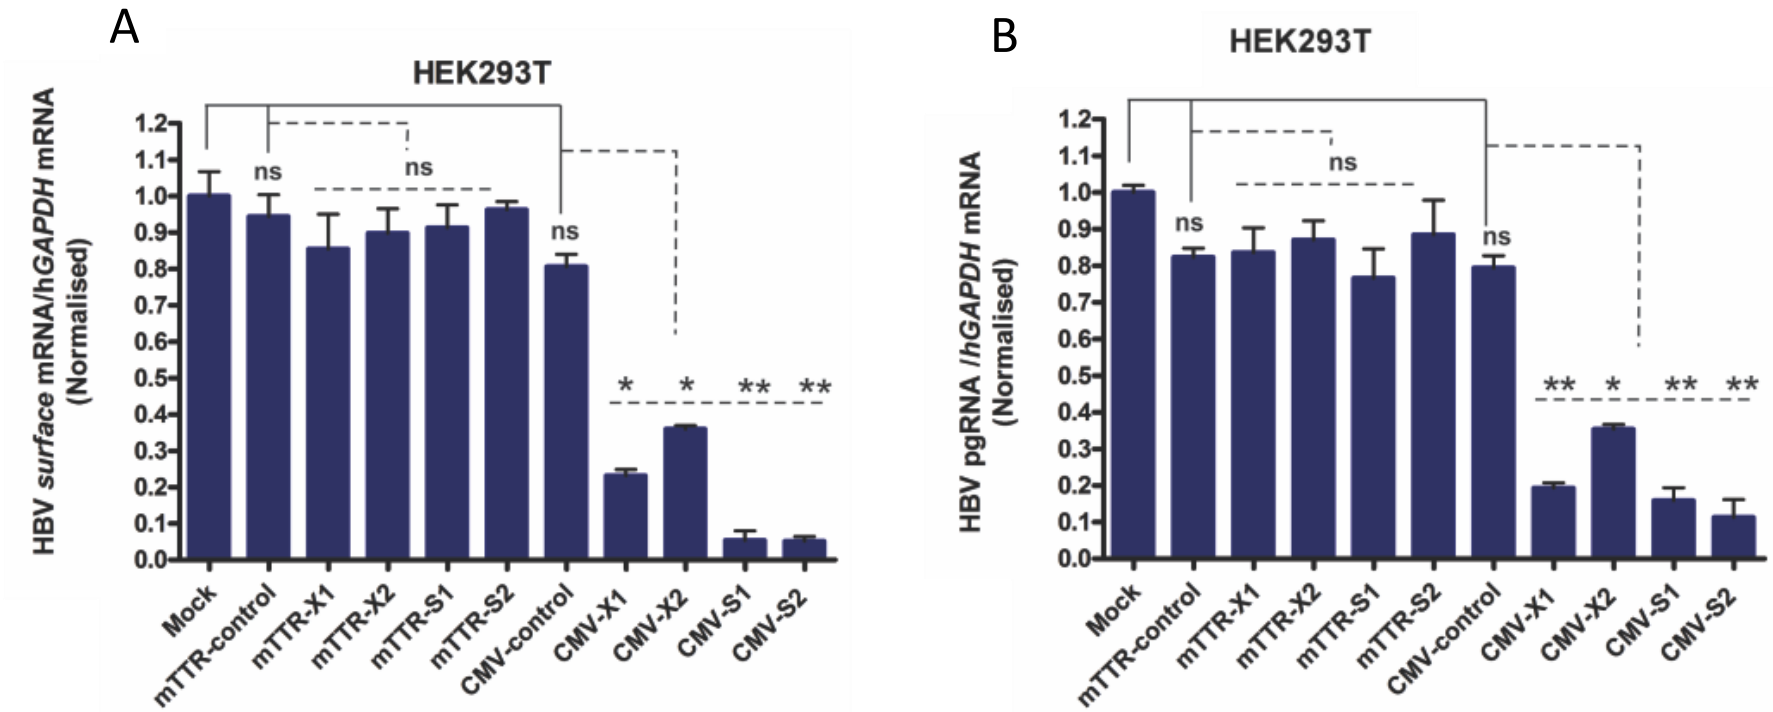 A
HEK293T
HBV surface mRNA/hGAPDH mRNA
(Normalised)
1.2
1.1
1.0
0.9
0.8
0.7
0.6
0.5
0.4
0.3
0.2
0.1
0.0
ns
ns
ns
* * ** **
Mock
mTTR-control
mTTR-X1
mTTR-X2
mTTR-S1
mTTR-S2
CMV-control
CMV-X1
CMV-X2
CMV-S1
CMV-S2
B
HEK293T
HBV pgRNA /hGAPDH mRNA
(Normalised)
1.2
1.1
1.0
0.9
0.8
0.7
0.6
0.5
0.4
0.3
0.2
0.1
0.0
ns
ns
ns
** * ** **
Mock
mTTR-control
mTTR-X1
mTTR-X2
mTTR-S1
mTTR-S2
CMV-control
CMV-X1
CMV-X2
CMV-S1
CMV-S2